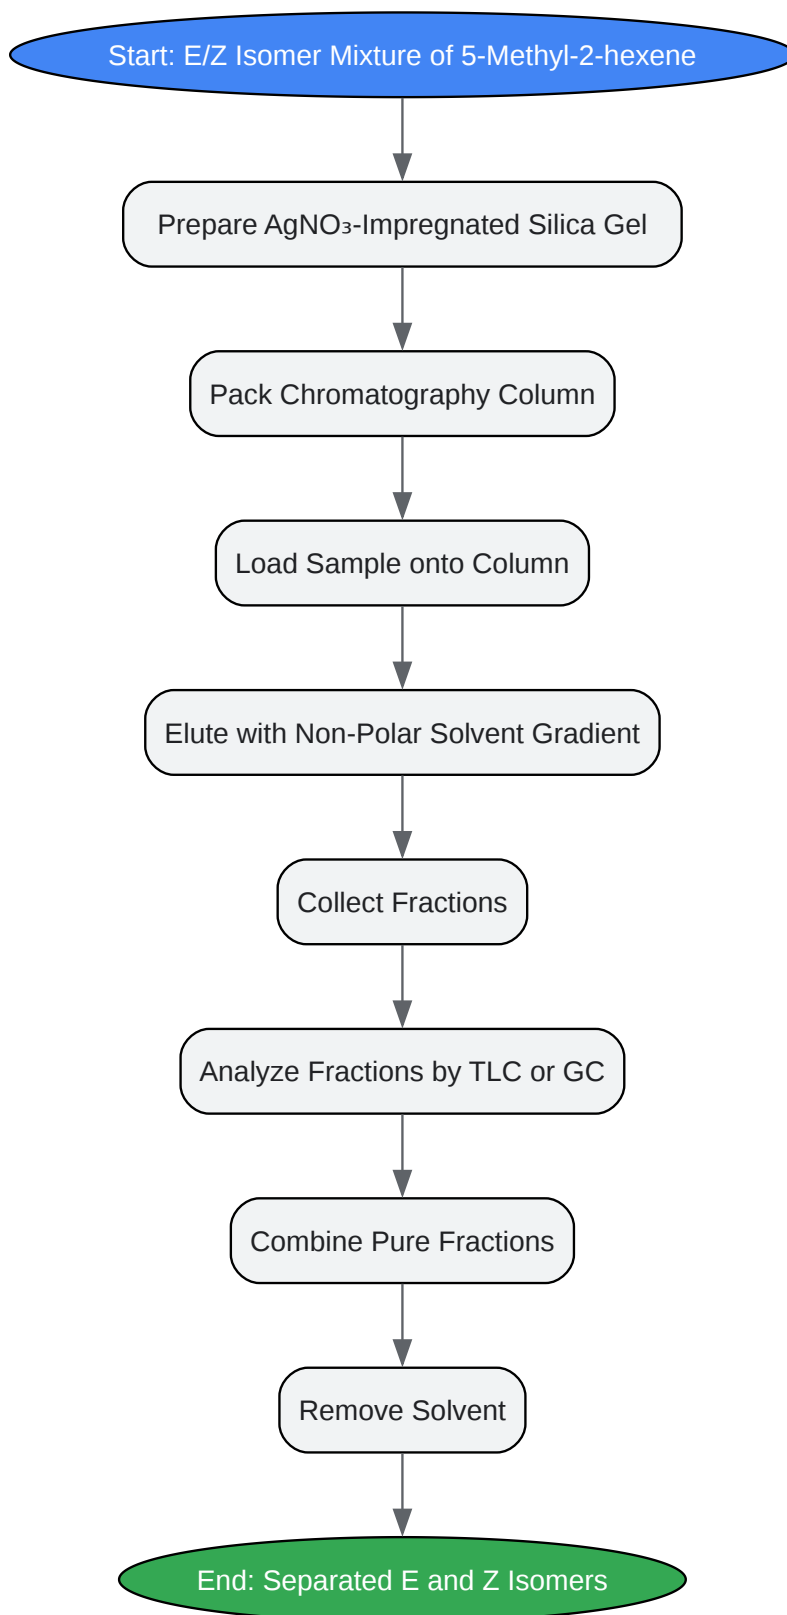 Start: E/Z Isomer Mixture of 5-Methyl-2-hexene
Prepare AgNO₃-Impregnated Silica Gel
Pack Chromatography Column
Load Sample onto Column
Elute with Non-Polar Solvent Gradient
Collect Fractions
Analyze Fractions by TLC or GC
Combine Pure Fractions
Remove Solvent
End: Separated E and Z Isomers